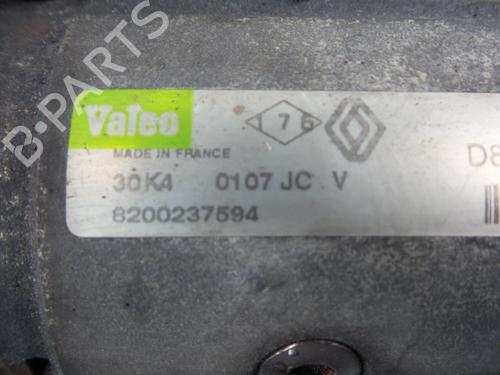 Valeo
176
MADE IN FRANCE
D8
30K4 0107 JC V
8200237594
B-PARTS